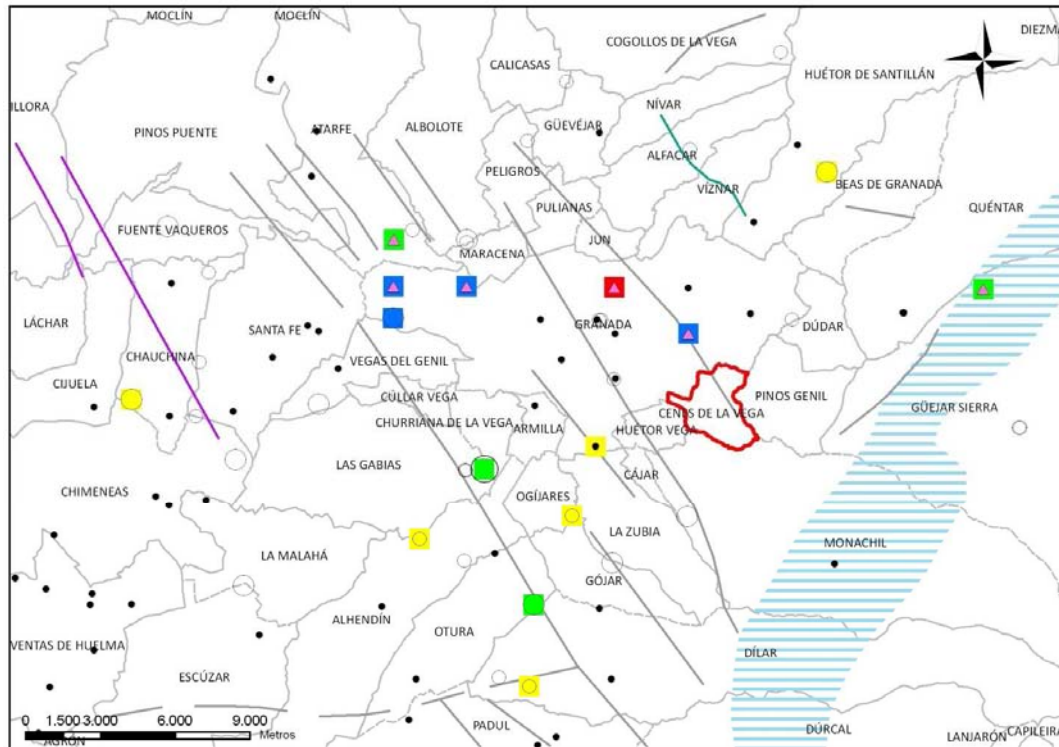 MOCLÍN
MOCLÍN
DIEZMA
COGOLLOS DE LA VEGA
CALICASAS
HUÉTOR DE SANTILLÁN
ILLORA
NÍVAR
PINOS PUENTE
ATARFE
ALBOLOTE
GÜEVÉJAR
ALFACAR
PELIGROS
VÍZNAR
BEAS DE GRANADA
PULIANAS
QUÉNTAR
FUENTE VAQUEROS
JUN
MARACENA
LÁCHAR
SANTA FE
GRANADA
DÚDAR
CHAUCHINA
VEGAS DEL GENIL
CIJUELA
CÚLLAR VEGA
PINOS GENIL
GÜEJAR SIERRA
CENES DE LA VEGA
CHURRIANA DE LA VEGA
ARMILLA
HUÉTOR VEGA
LAS GABIAS
CÁJAR
CHIMENEAS
OGÍJARES
LA ZUBIA
MONACHIL
LA MALAHÁ
GÓJAR
ALHENDÍN
OTURA
VENTAS DE HUELMA
DÍLAR
ESCÚZAR
PADUL
DÚRCAL
LANJARÓN
CAPILEIRA
0 1.500 3.000 6.000 9.000
Metros
AGRÓN